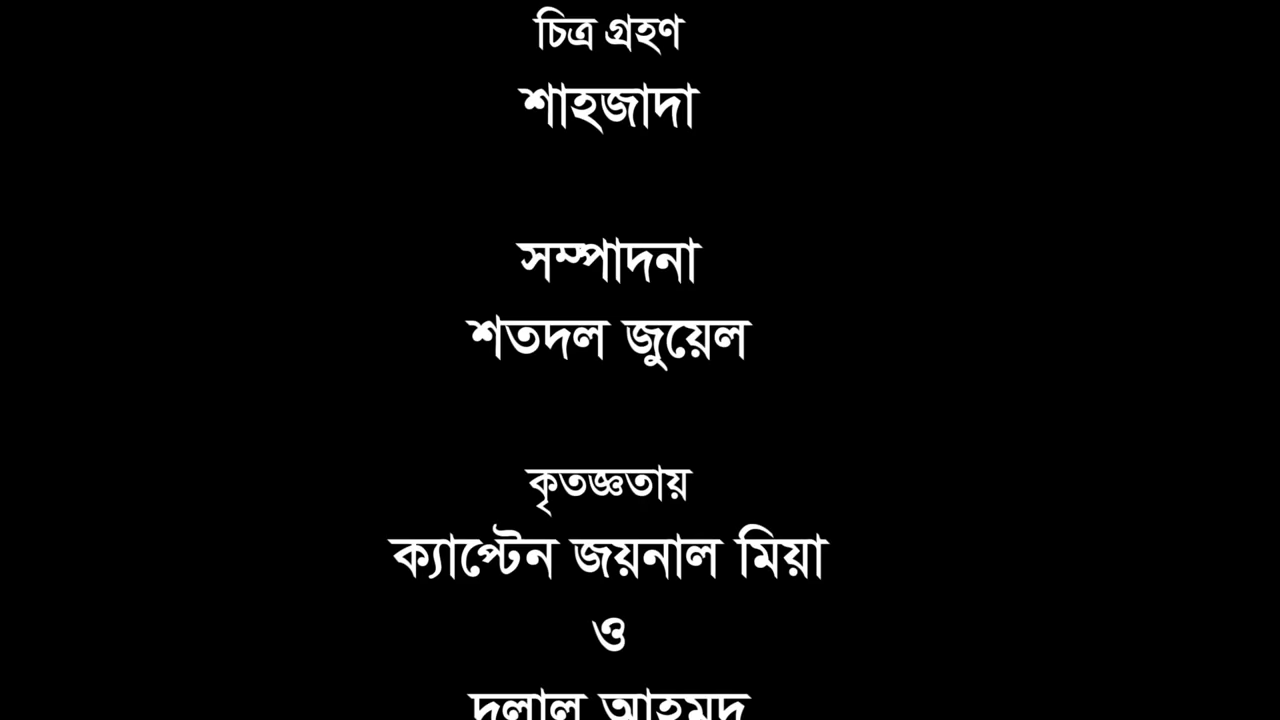 চিত্র গ্রহণ
শাহজাদা
সম্পাদনা
শতদল জুয়েল
কৃতজ্ঞতায়
ক্যাপ্টেন জয়নাল মিয়া
ও